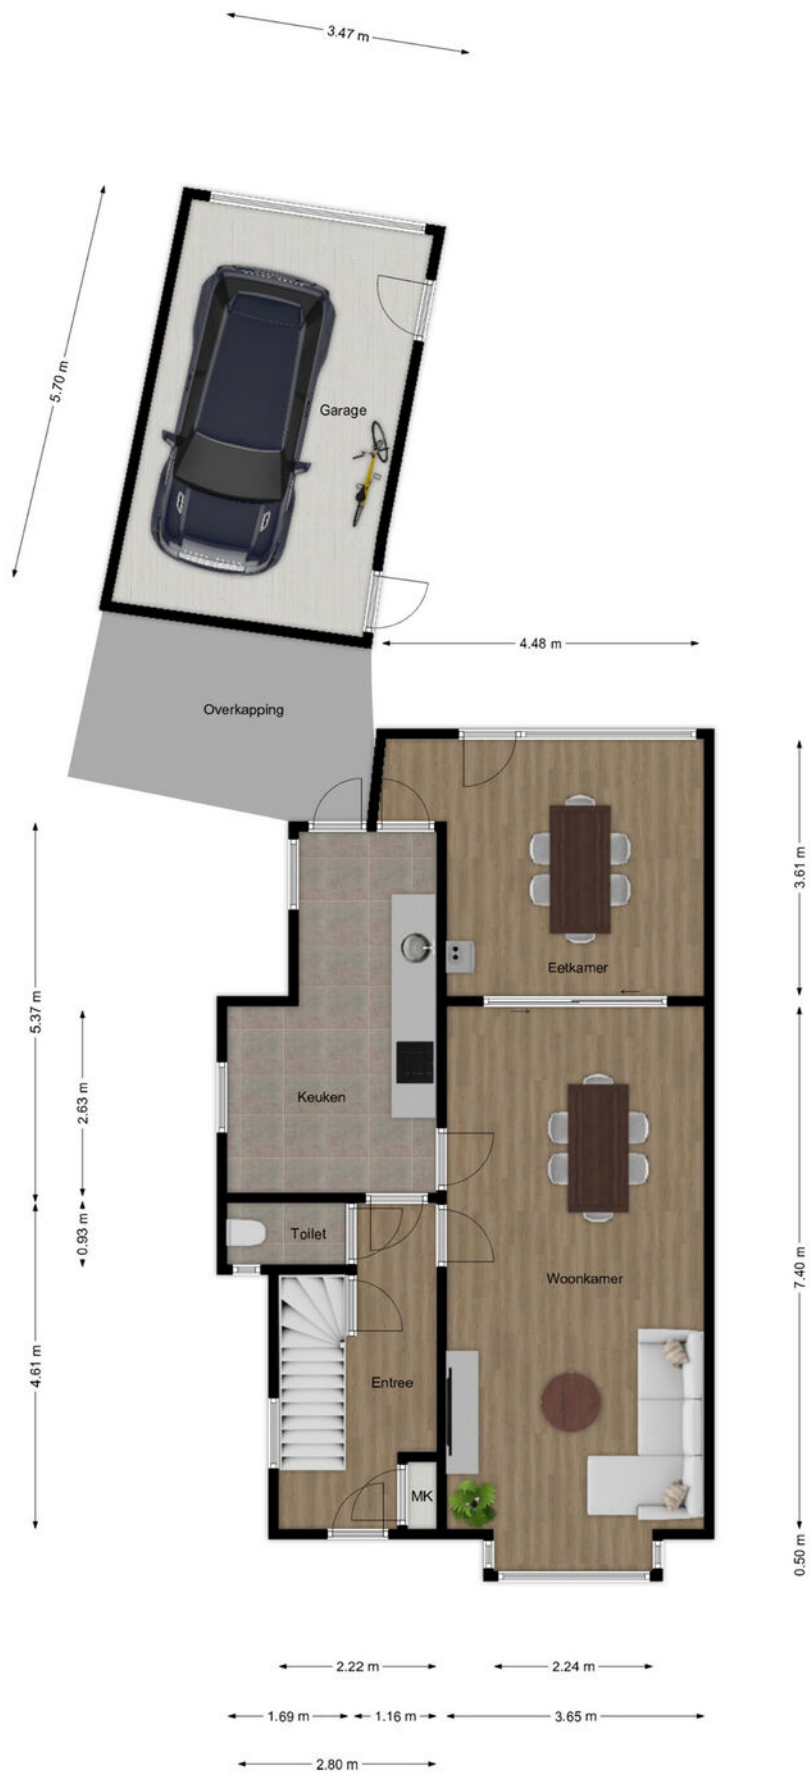 3.47 m
5.70 m
Garage
4.48 m
Overkapping
3.61 m
Eetkamer
5.37 m
2.63 m
Keuken
0.93 m
Toilet
Woonkamer
7.40 m
4.61 m
Entree
MK
0.50 m
2.22 m
2.24 m
1.69 m
1.16 m
3.65 m
2.80 m